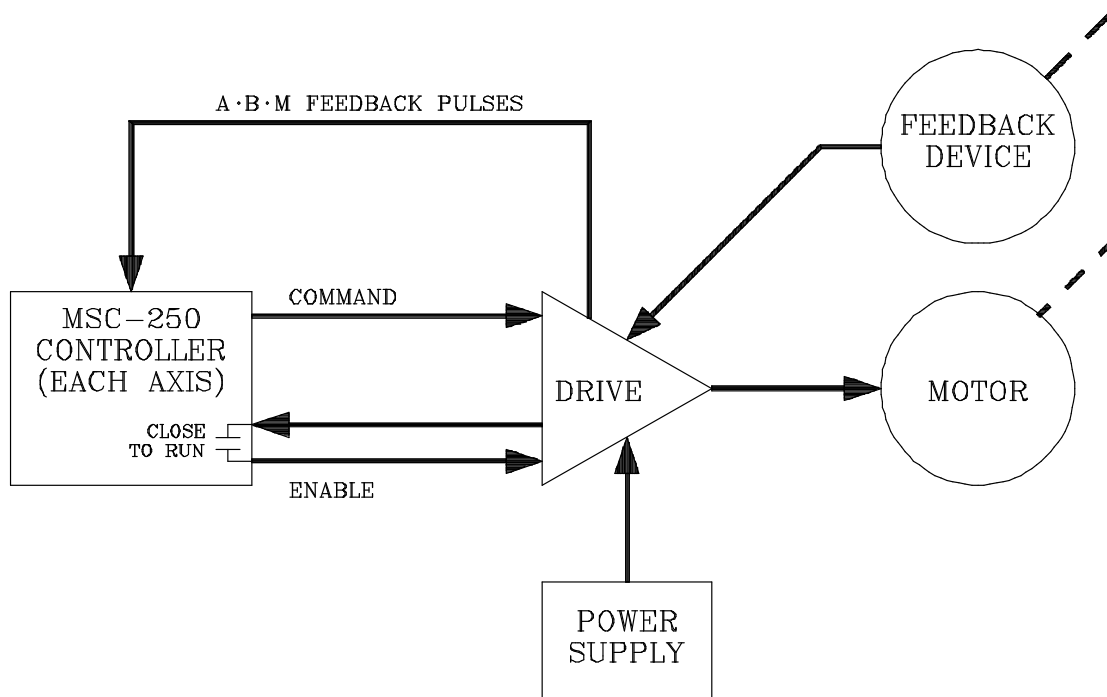 A·B·M FEEDBACK PULSES
FEEDBACK
DEVICE
MSC-250
CONTROLLER
(EACH AXIS)
COMMAND
DRIVE
MOTOR
CLOSE
TO RUN
ENABLE
POWER
SUPPLY